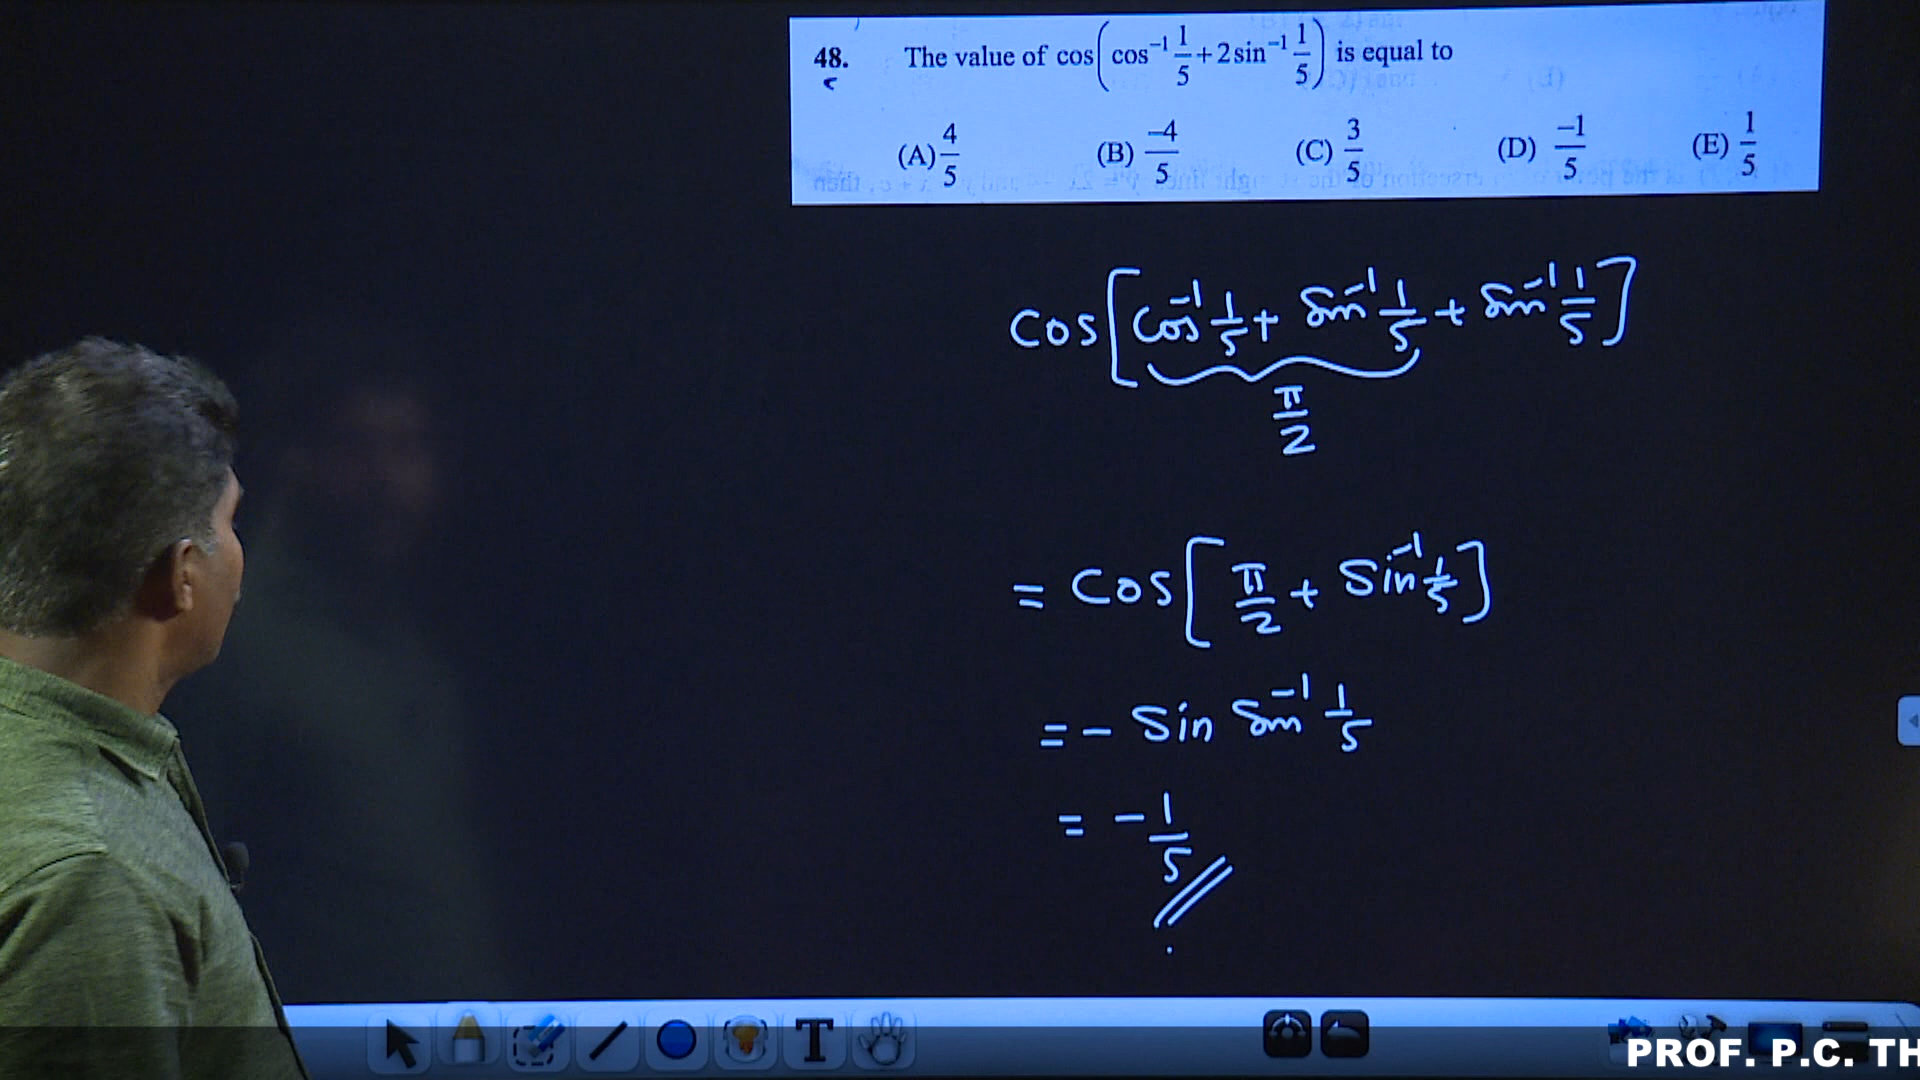 48. The value of cos(cos⁻¹ 1/5 + 2 sin⁻¹ 1/5) is equal to
(A) 4/5 (B) -4/5 (C) 3/5 (D) -1/5 (E) 1/5
cos[cos⁻¹ 1/5 + sin⁻¹ 1/5 + sin⁻¹ 1/5]
π/2
= cos[π/2 + sin⁻¹ 1/5]
= - sin sin⁻¹ 1/5
= - 1/5
T
PROF. P.C. TH